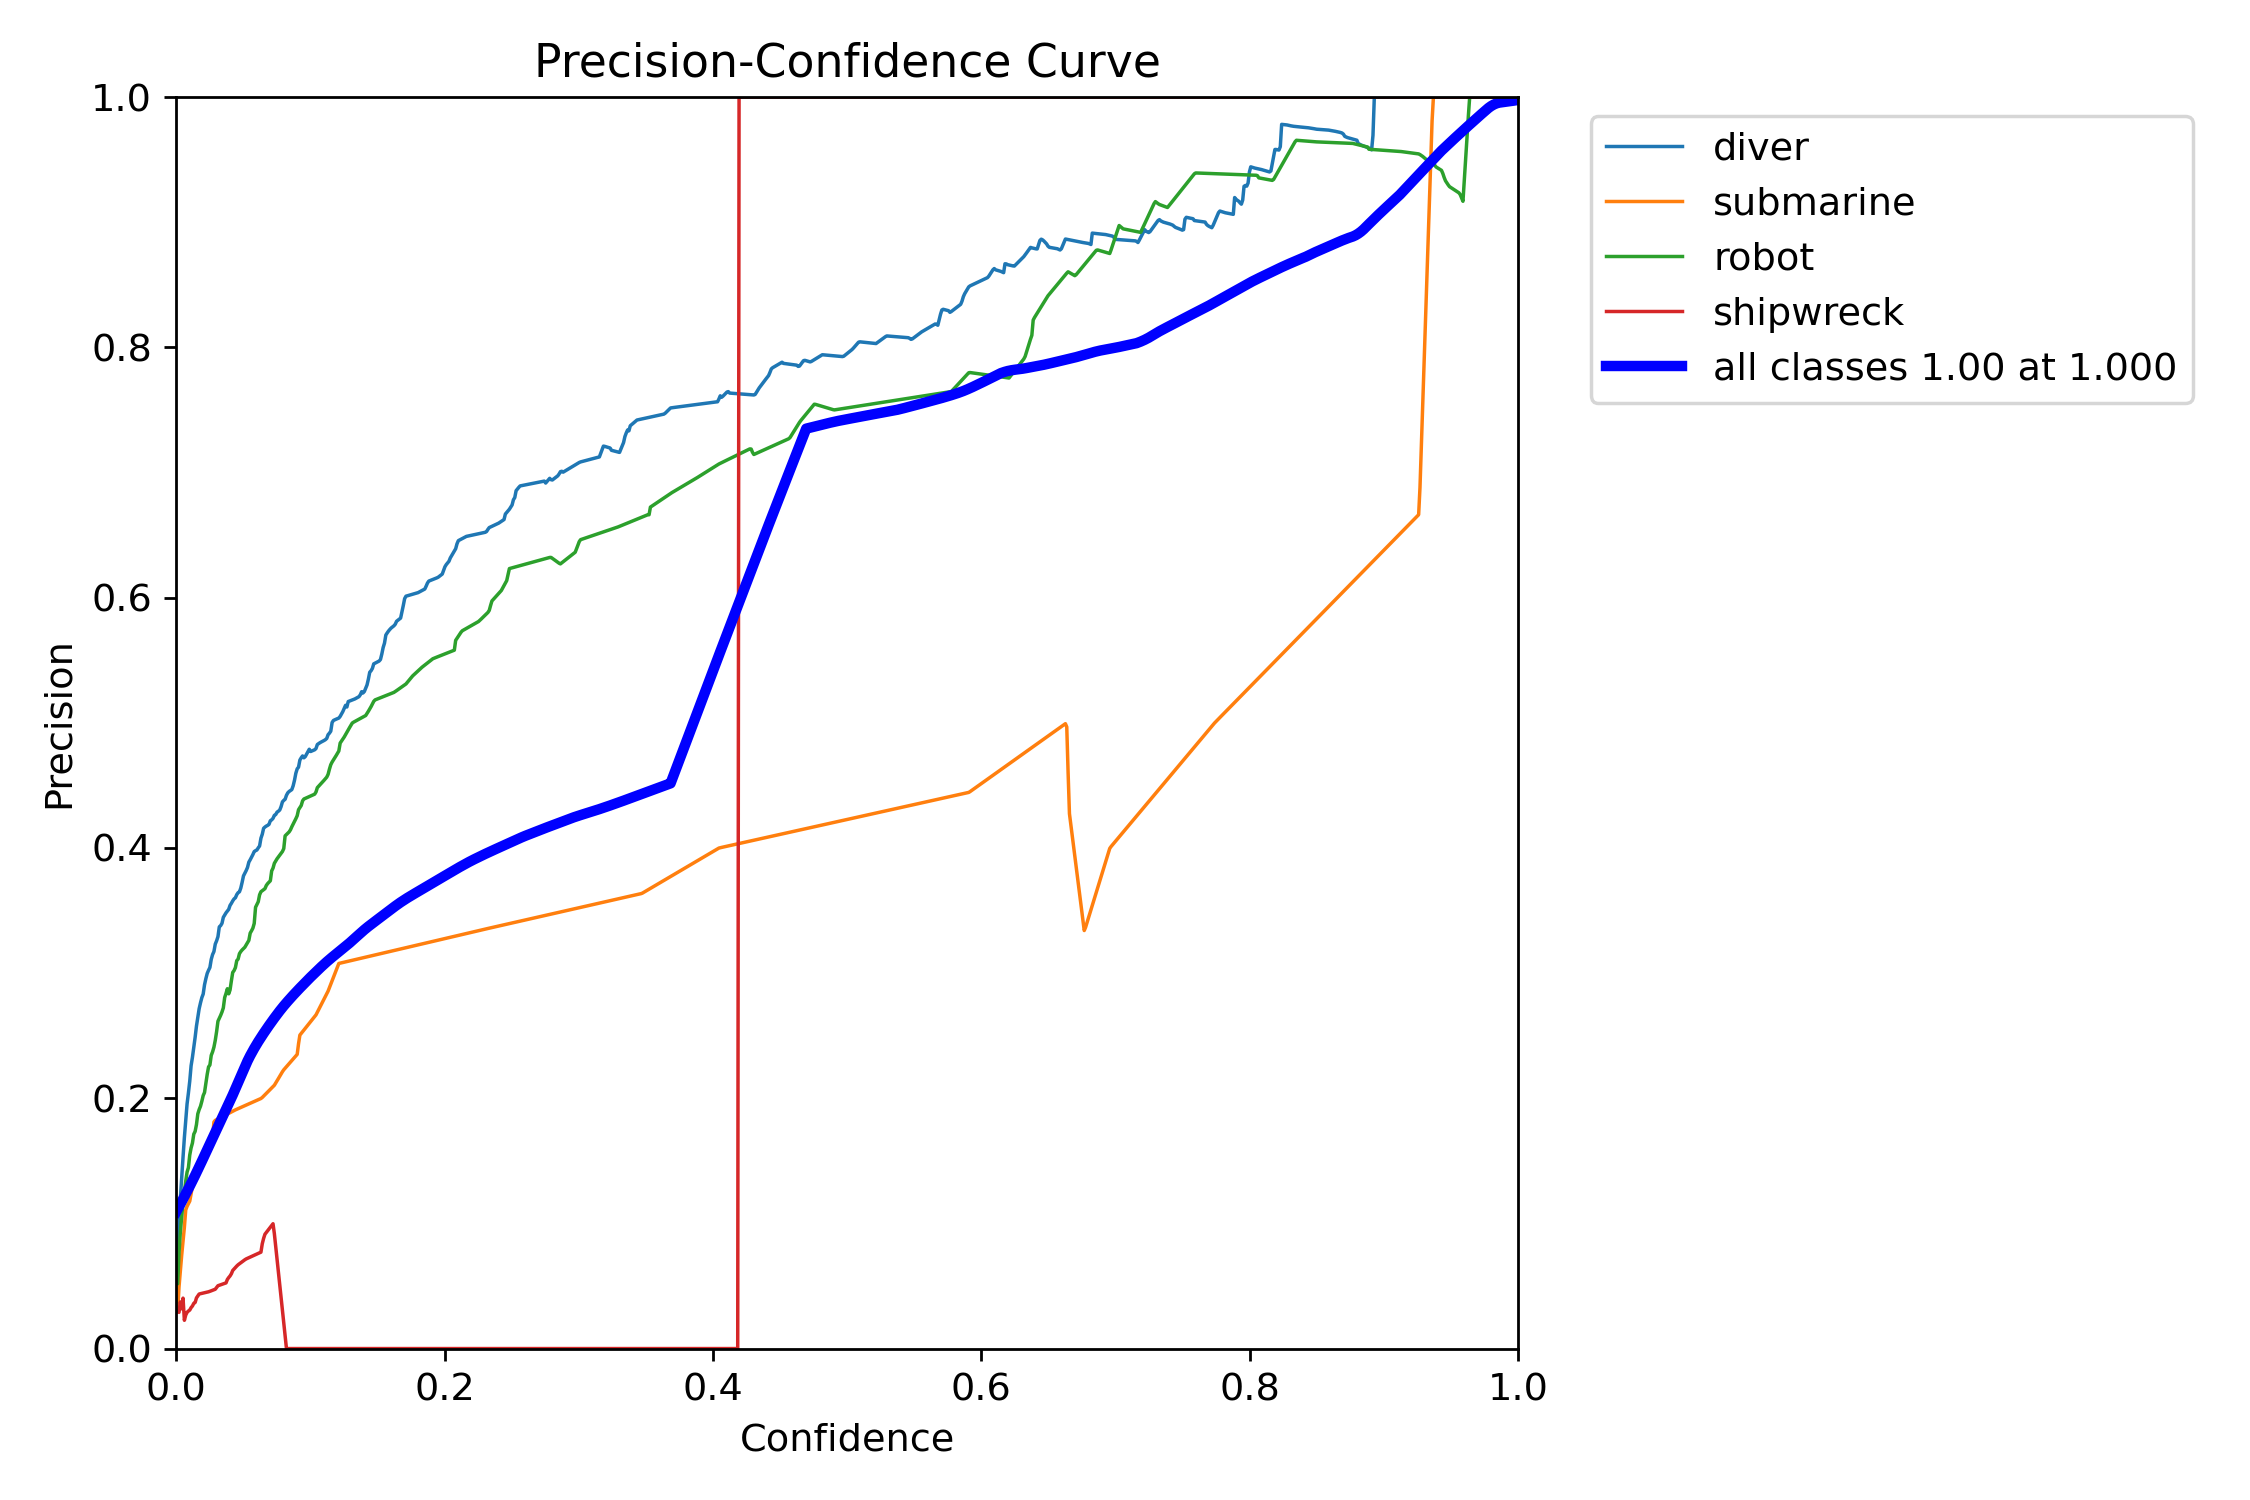 Precision-Confidence Curve
1.0
0.8
0.6
0.4
0.2
0.0
Precision
0.0 0.2 0.4 0.6 0.8 1.0
Confidence
diver
submarine
robot
shipwreck
all classes 1.00 at 1.000